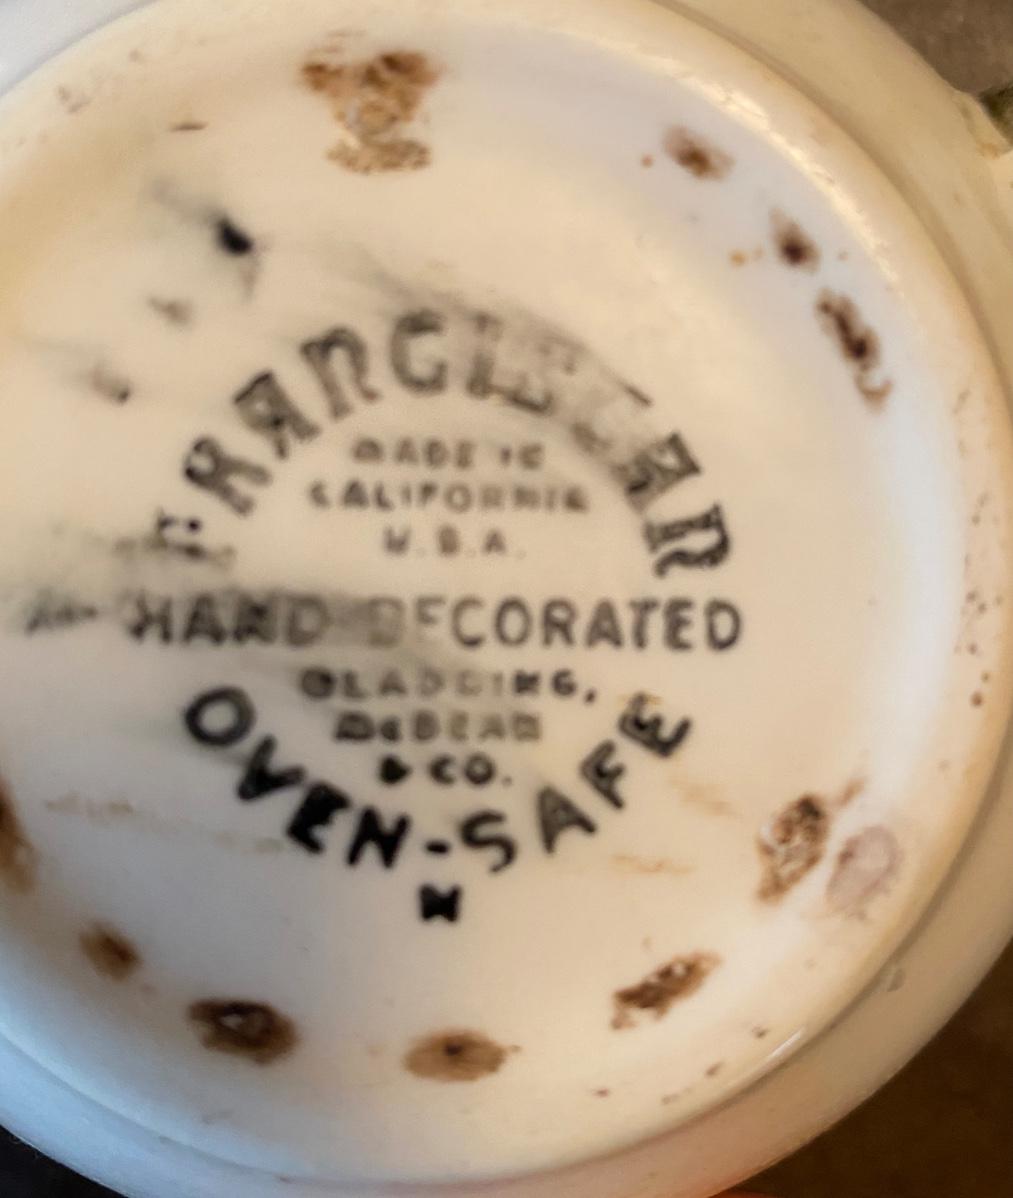 FRANCISCAN
MADE IN
CALIFORNIA
U.S.A.
HAND DECORATED
GLADDING,
McBEAN
& CO.
OVEN-SAFE